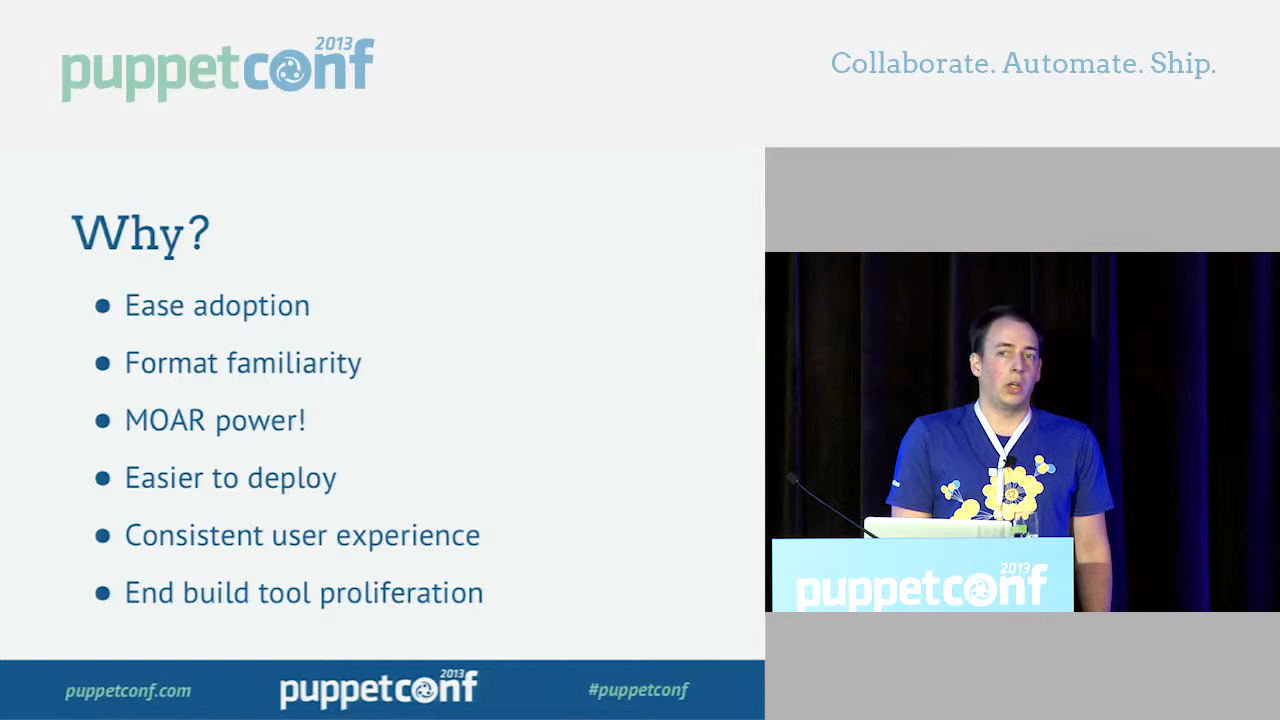 puppetconf 2013
Collaborate. Automate. Ship.
Why?
Ease adoption
Format familiarity
MOAR power!
Easier to deploy
Consistent user experience
End build tool proliferation
puppetconf.com
puppetconf 2013
#puppetconf
puppetconf 2013